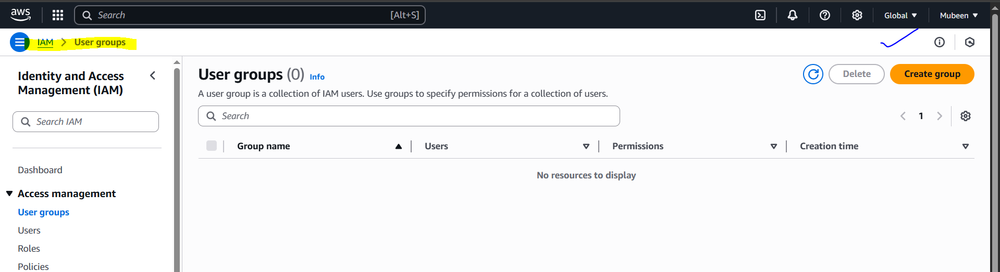 aws
Search [Alt+S]
Global Mubeen
IAM User groups
Identity and Access
Management (IAM)
Search IAM
Dashboard
Access management
User groups
Users
Roles
Policies
User groups (0) Info
Delete
Create group
A user group is a collection of IAM users. Use groups to specify permissions for a collection of users.
Search
1
Group name Users Permissions Creation time
No resources to display